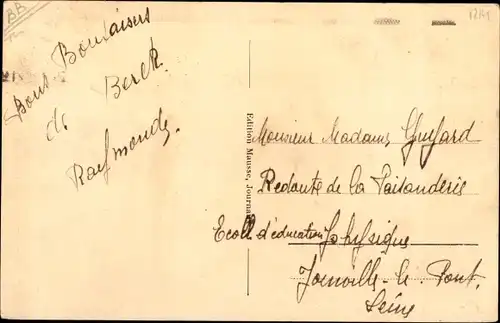 Bons Baisers
de Berck.
Raymonde.
Edition Mausse, Journa
Monsieur Madame Guyard
Redoute de la Faisanderie
Ecole d'éducation Physique
Joinville-le-Pont.
Seine